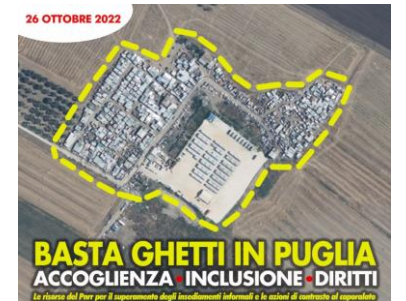 26 OTTOBRE 2022
BASTA GHETTI IN PUGLIA
ACCOGLIENZA • INCLUSIONE • DIRITTI
Le risorse del Pnrr per il superamento degli insediamenti informali e le azioni di contrasto al caporalato